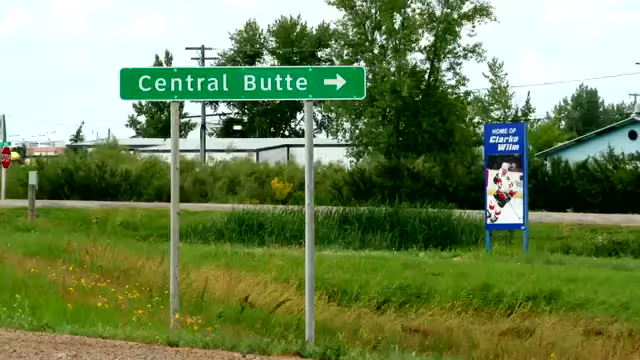 Central Butte →
HOME OF
Clarke
Wilm